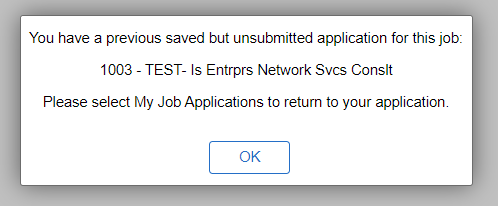 You have a previous saved but unsubmitted application for this job:
1003 - TEST- Is Entrprs Network Svcs Conslt
Please select My Job Applications to return to your application.
OK